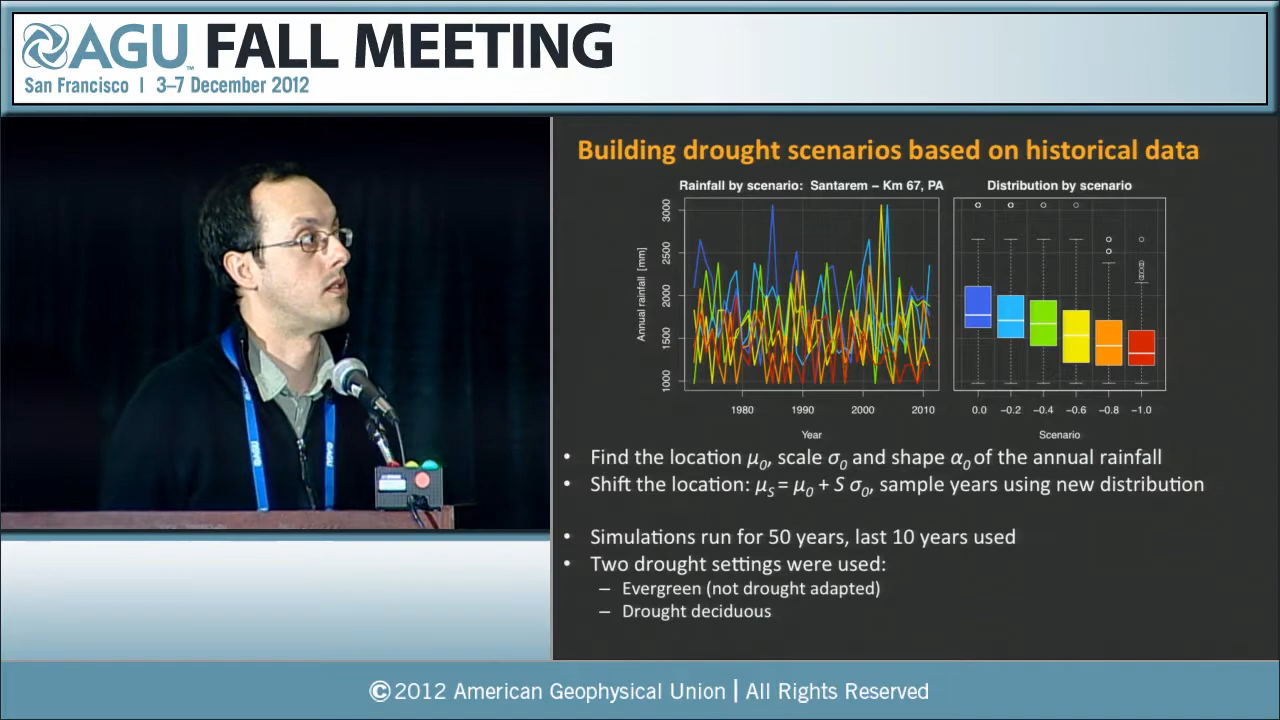 AGU™ FALL MEETING
San Francisco | 3–7 December 2012
Building drought scenarios based on historical data
Rainfall by scenario: Santarem – Km 67, PA
Distribution by scenario
Annual rainfall [mm]
3000
2500
2000
1500
1000
1980 1990 2000 2010
Year
0.0 −0.2 −0.4 −0.6 −0.8 −1.0
Scenario
• Find the location μ₀, scale σ₀ and shape α₀ of the annual rainfall
• Shift the location: μₛ = μ₀ + S σ₀, sample years using new distribution
• Simulations run for 50 years, last 10 years used
• Two drought settings were used:
– Evergreen (not drought adapted)
– Drought deciduous
©2012 American Geophysical Union | All Rights Reserved